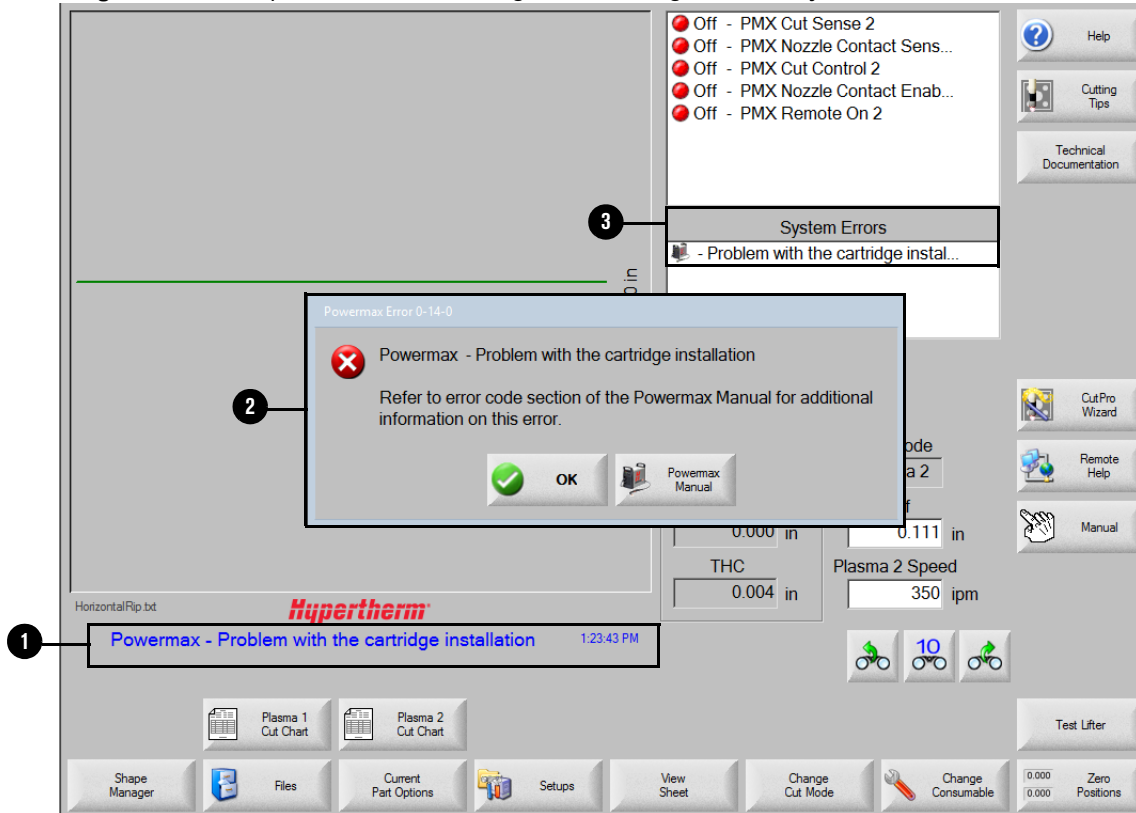 Off - PMX Cut Sense 2
Off - PMX Nozzle Contact Sens...
Off - PMX Cut Control 2
Off - PMX Nozzle Contact Enab...
Off - PMX Remote On 2
Help
Cutting
Tips
Technical
Documentation
3
System Errors
- Problem with the cartridge instal...
in
Powermax Error 0-14-0
Powermax - Problem with the cartridge installation
Refer to error code section of the Powermax Manual for additional
information on this error.
2
OK
Powermax
Manual
CutPro
Wizard
Remote
Help
Manual
ode
a 2
f
0.000 in
0.111 in
THC
0.004 in
Plasma 2 Speed
350 ipm
HorizontalRip.txt
Hypertherm
1
Powermax - Problem with the cartridge installation 1:23:43 PM
10
Plasma 1
Cut Chart
Plasma 2
Cut Chart
Test Lifter
Shape
Manager
Files
Current
Part Options
Setups
View
Sheet
Change
Cut Mode
Change
Consumable
0.000
0.000
Zero
Positions